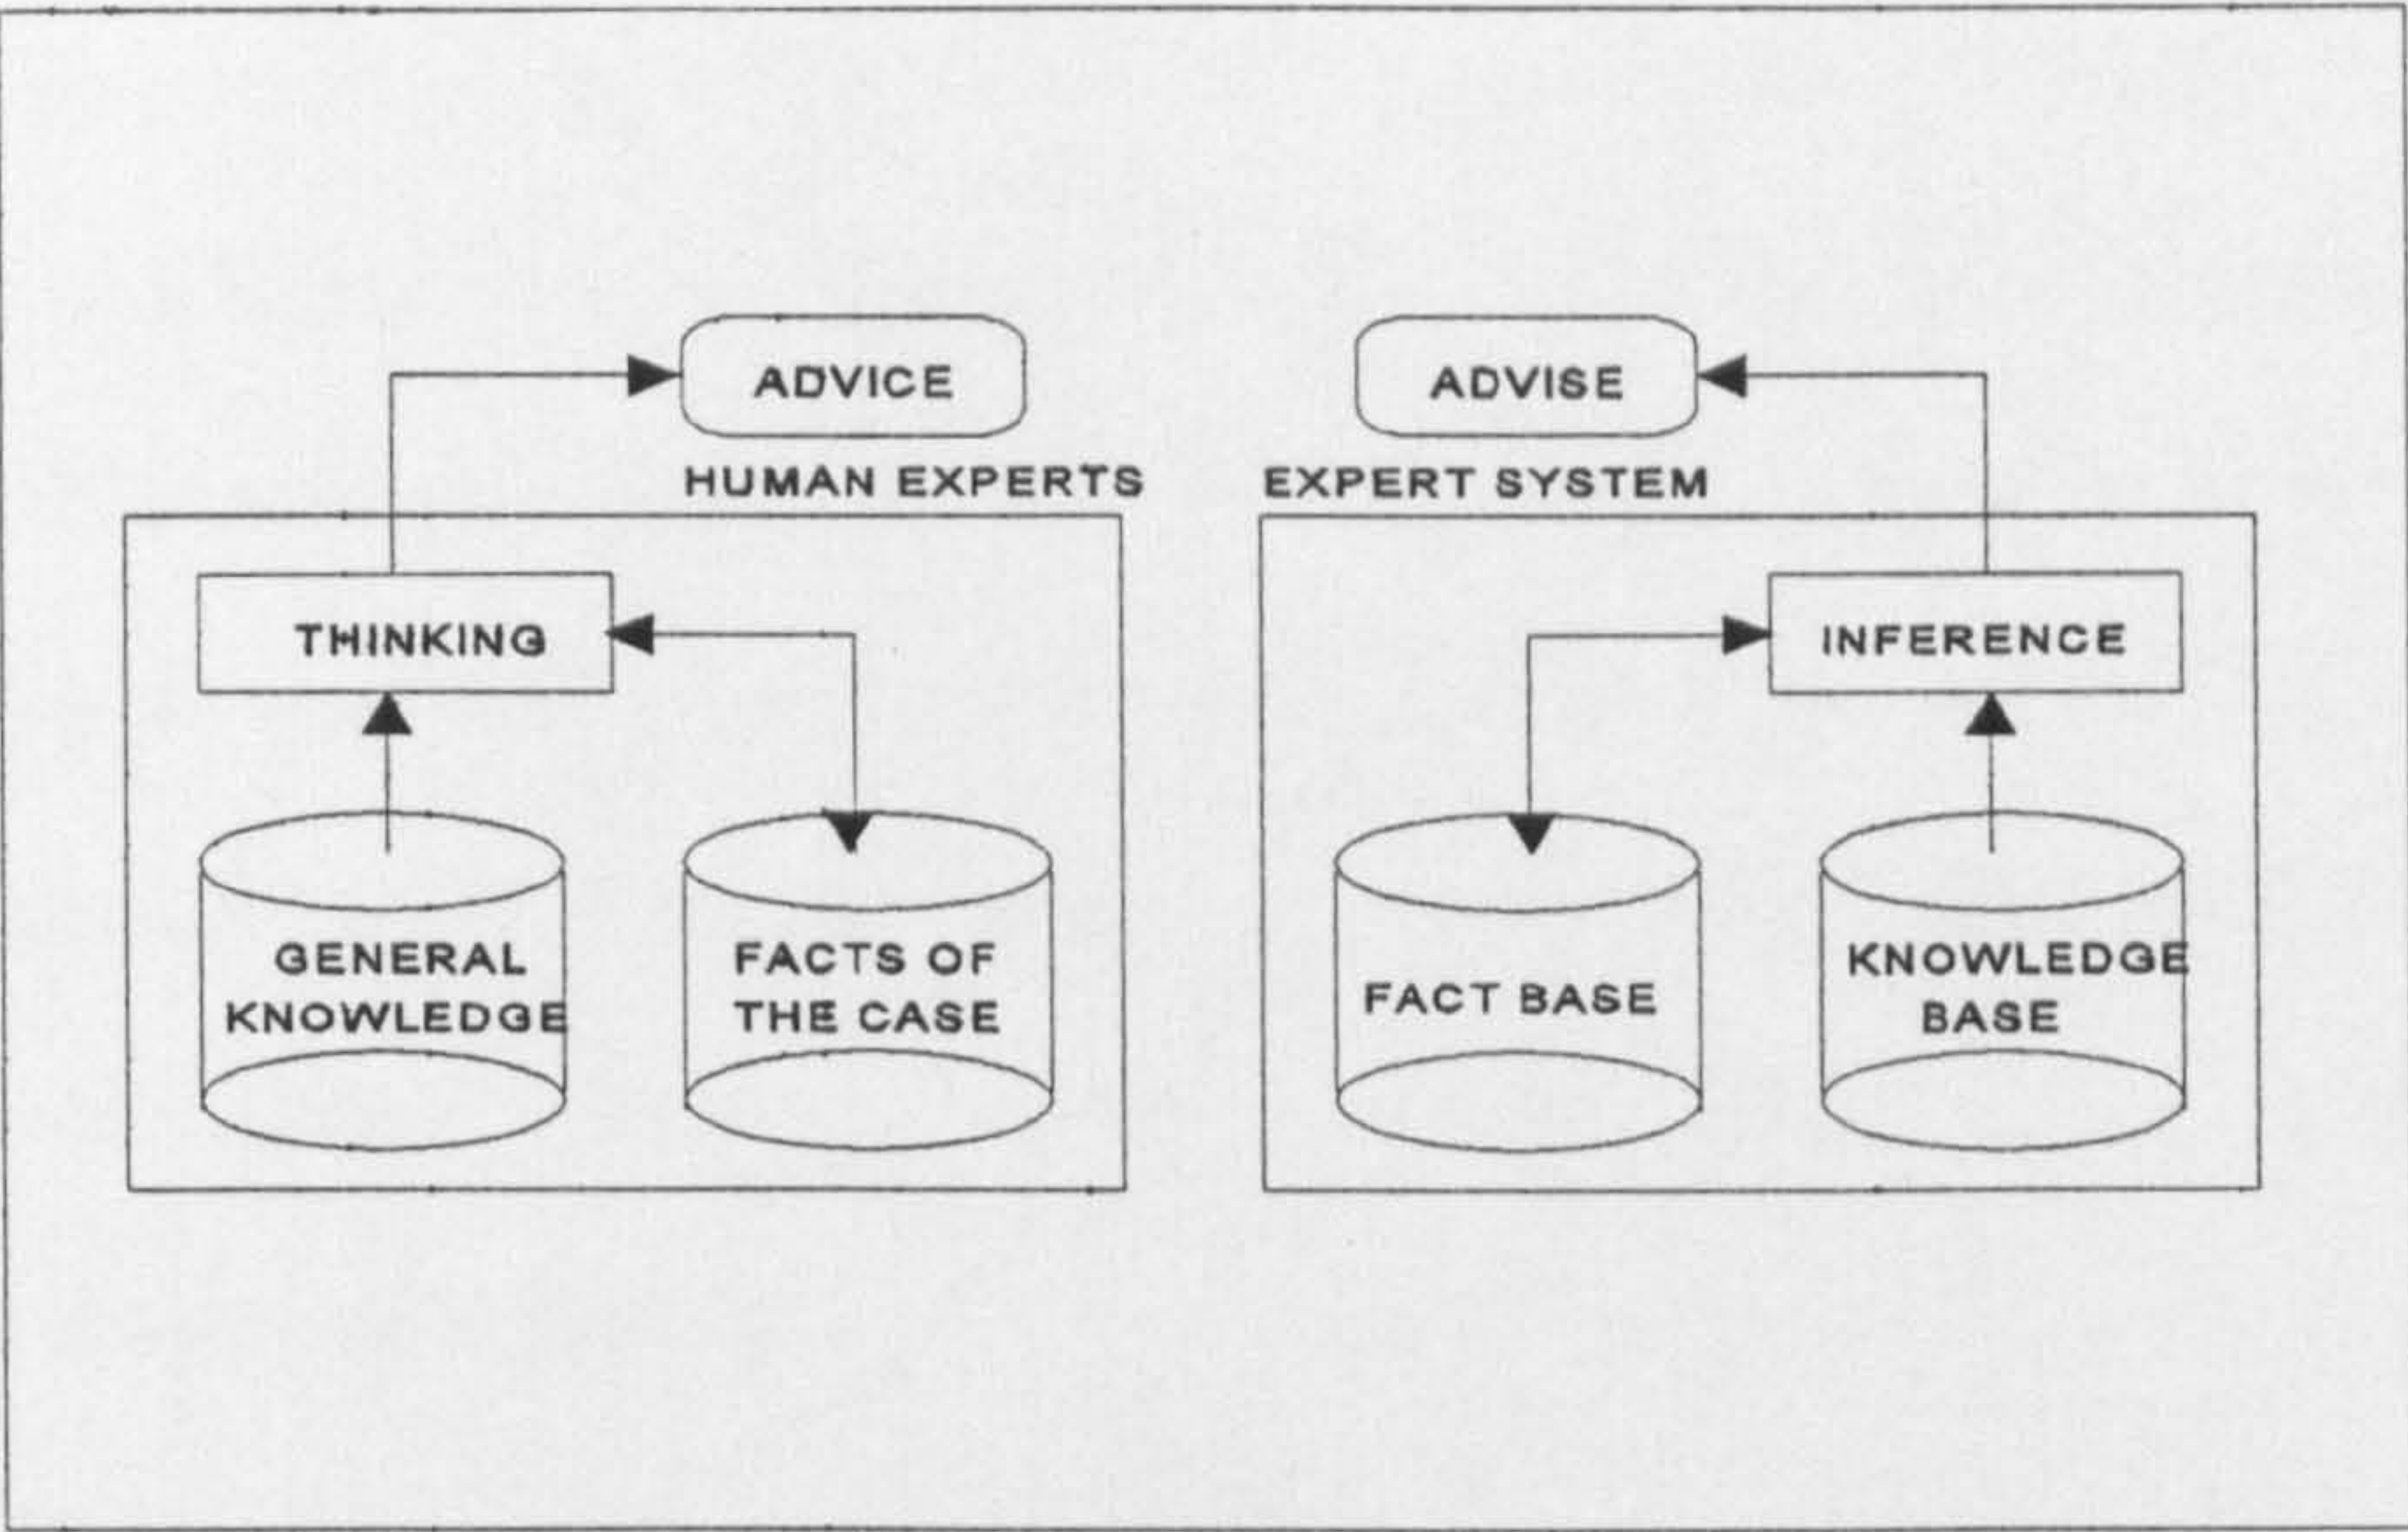 ADVICE
ADVISE
HUMAN EXPERTS
EXPERT SYSTEM
THINKING
INFERENCE
GENERAL
KNOWLEDGE
FACTS OF
THE CASE
FACT BASE
KNOWLEDGE
BASE